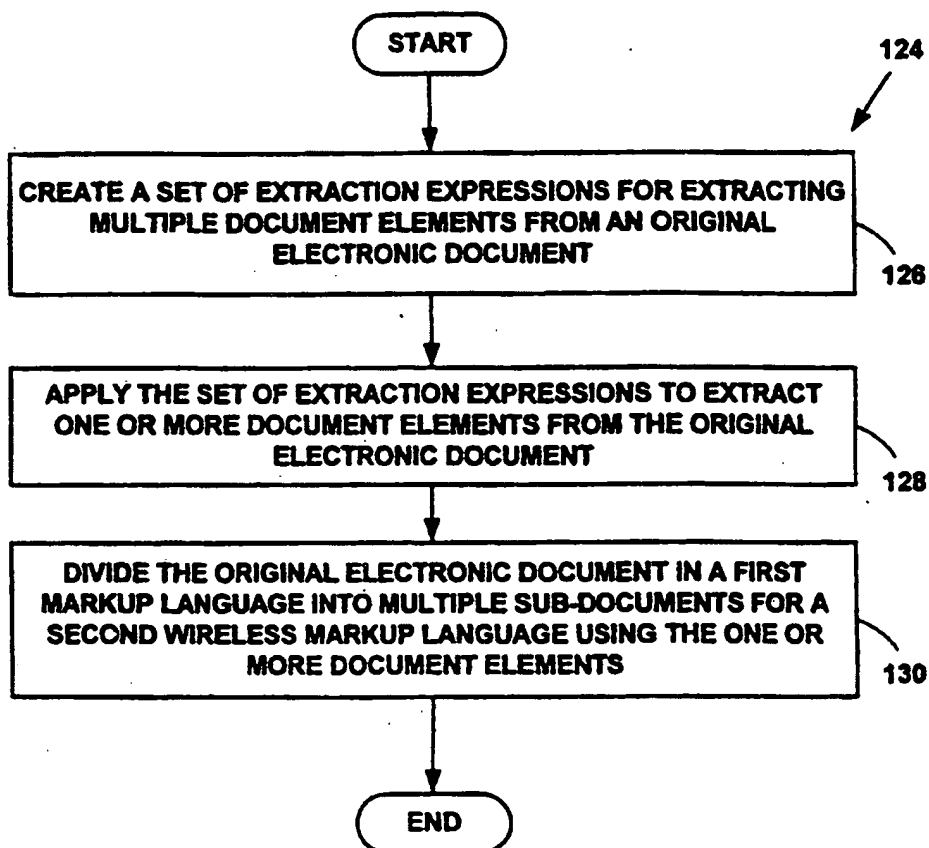 START
124
CREATE A SET OF EXTRACTION EXPRESSIONS FOR EXTRACTING
MULTIPLE DOCUMENT ELEMENTS FROM AN ORIGINAL
ELECTRONIC DOCUMENT
126
APPLY THE SET OF EXTRACTION EXPRESSIONS TO EXTRACT
ONE OR MORE DOCUMENT ELEMENTS FROM THE ORIGINAL
ELECTRONIC DOCUMENT
128
DIVIDE THE ORIGINAL ELECTRONIC DOCUMENT IN A FIRST
MARKUP LANGUAGE INTO MULTIPLE SUB-DOCUMENTS FOR A
SECOND WIRELESS MARKUP LANGUAGE USING THE ONE OR
MORE DOCUMENT ELEMENTS
130
END